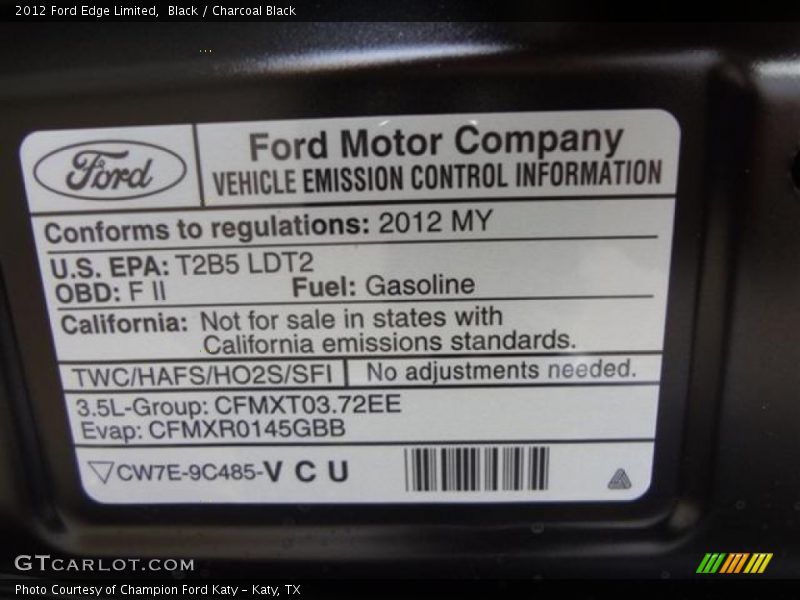 2012 Ford Edge Limited,  Black / Charcoal Black
Ford
Ford Motor Company
VEHICLE EMISSION CONTROL INFORMATION
Conforms to regulations: 2012 MY
U.S. EPA: T2B5 LDT2
OBD: F II Fuel: Gasoline
California: Not for sale in states with
California emissions standards.
TWC/HAFS/HO2S/SFI No adjustments needed.
3.5L-Group: CFMXT03.72EE
Evap: CFMXR0145GBB
CW7E-9C485-V C U
GTCARLOT.COM
Photo Courtesy of Champion Ford Katy – Katy, TX